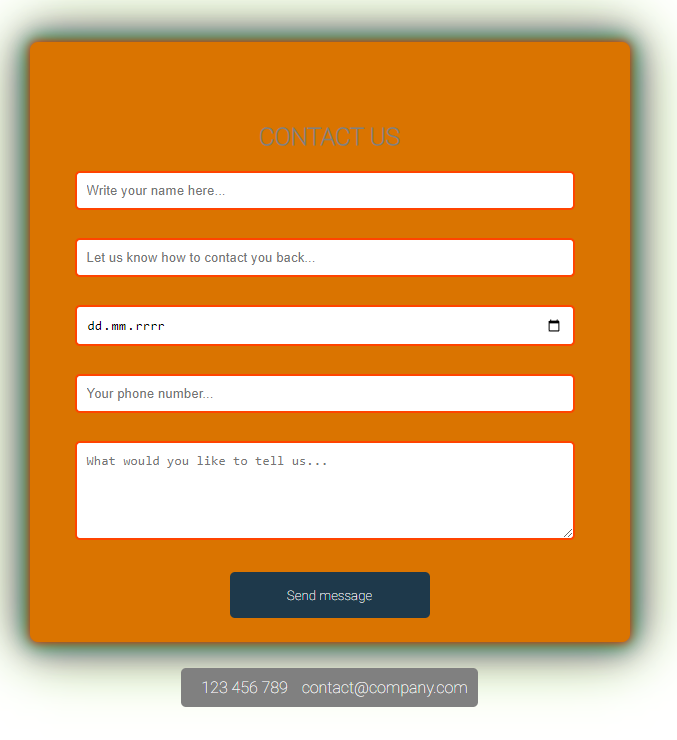 CONTACT US
Write your name here...
Let us know how to contact you back...
dd.mm.rrrr
Your phone number...
What would you like to tell us...
Send message
123 456 789 contact@company.com